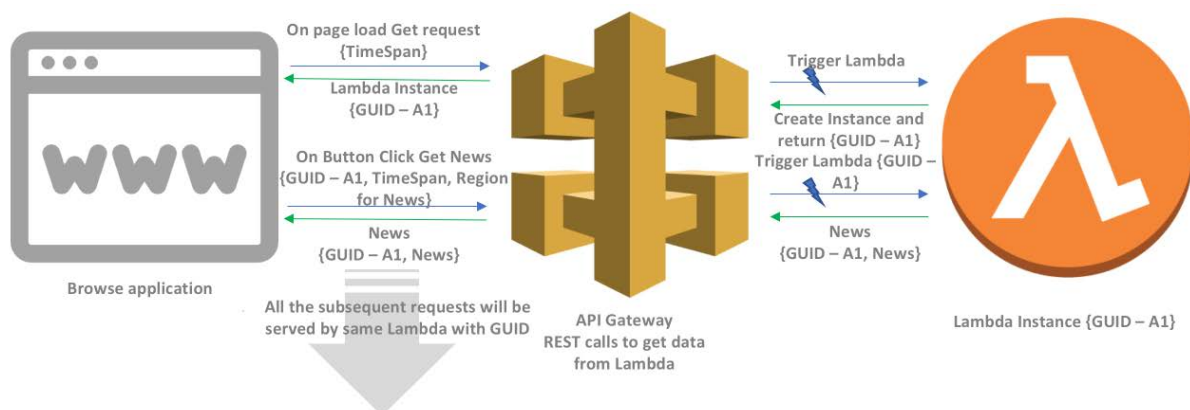 On page load Get request
{TimeSpan}
Lambda Instance
{GUID – A1}
On Button Click Get News
{GUID – A1, TimeSpan, Region
for News}
News
{GUID – A1, News}
www
Browse application
All the subsequent requests will be
served by same Lambda with GUID
API Gateway
REST calls to get data
from Lambda
Trigger Lambda
Create Instance and
return {GUID – A1}
Trigger Lambda {GUID –
A1}
News
{GUID – A1, News}
λ
Lambda Instance {GUID – A1}